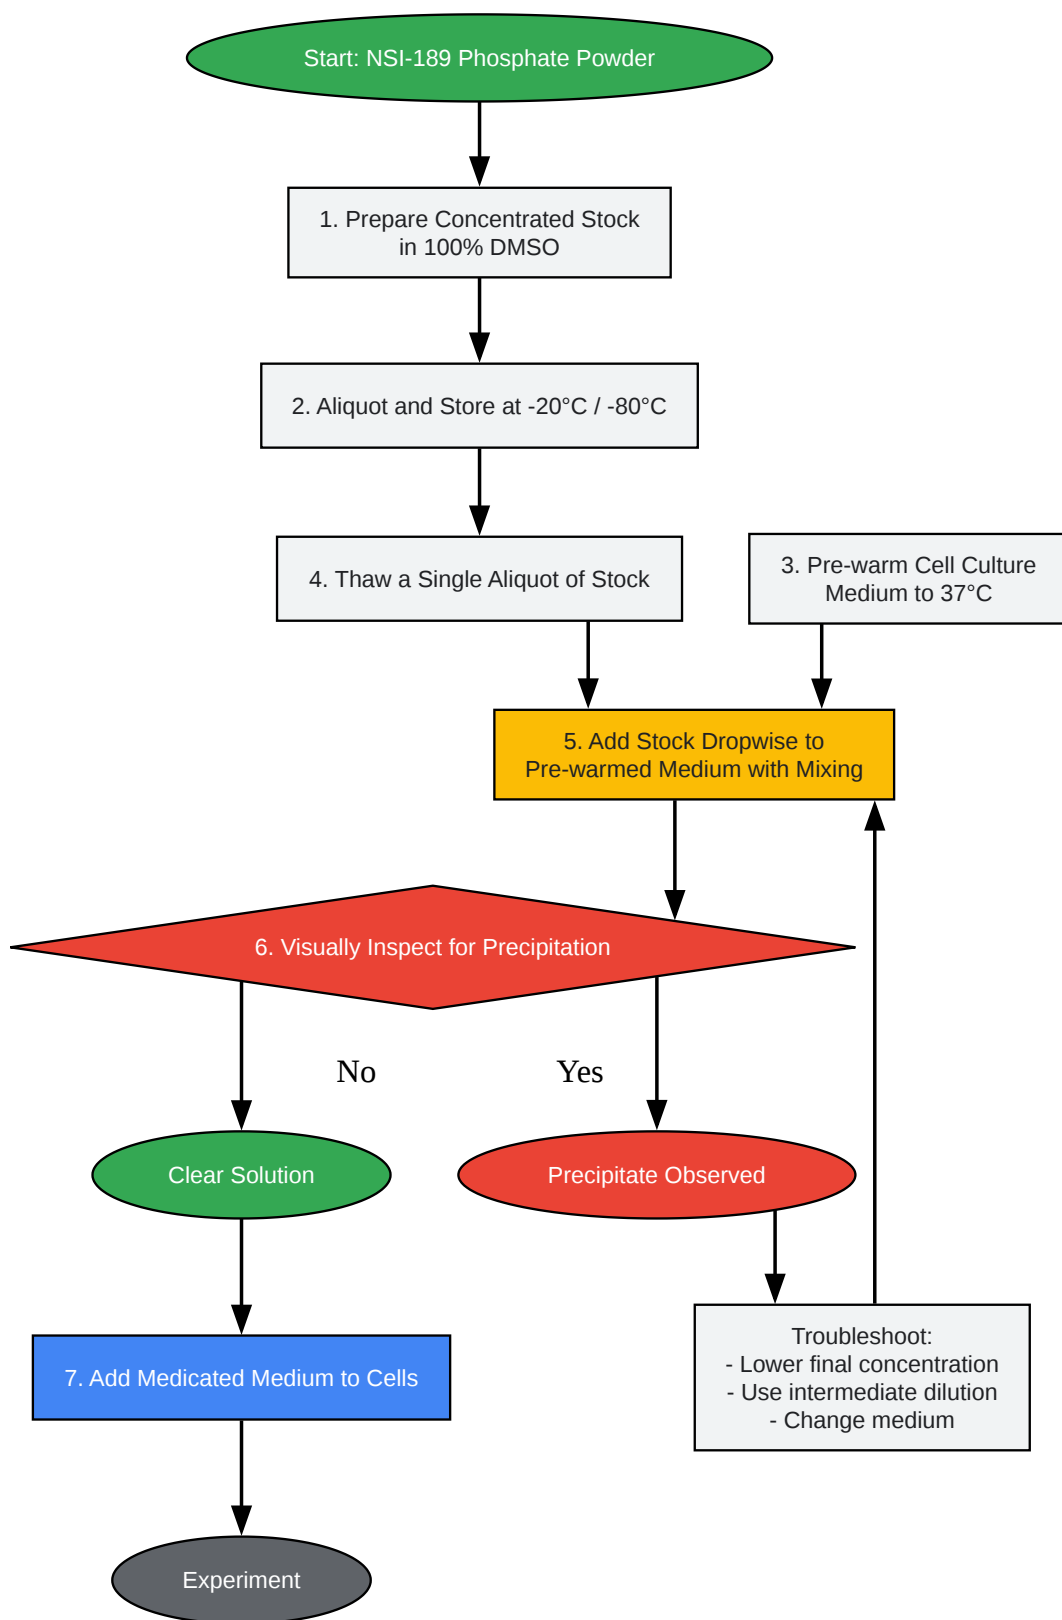 Start: NSI-189 Phosphate Powder
1. Prepare Concentrated Stock
in 100% DMSO
2. Aliquot and Store at -20°C / -80°C
4. Thaw a Single Aliquot of Stock
3. Pre-warm Cell Culture
Medium to 37°C
5. Add Stock Dropwise to
Pre-warmed Medium with Mixing
6. Visually Inspect for Precipitation
No
Yes
Clear Solution
Precipitate Observed
Troubleshoot:
- Lower final concentration
- Use intermediate dilution
- Change medium
7. Add Medicated Medium to Cells
Experiment